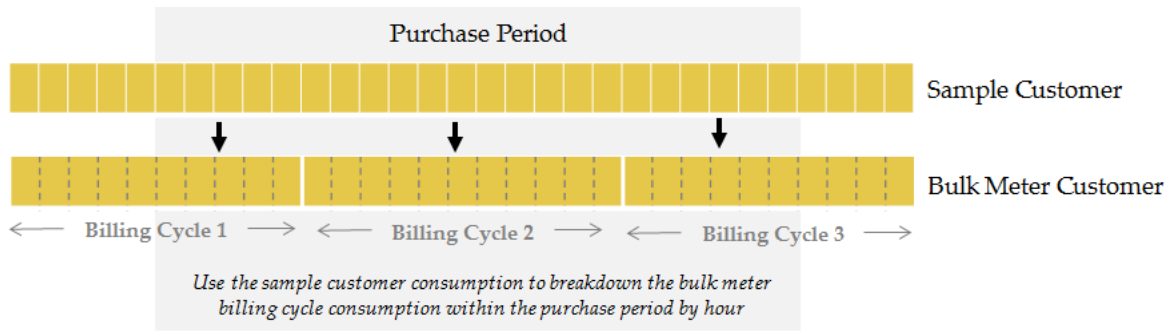 Purchase Period
Sample Customer
Bulk Meter Customer
Billing Cycle 1
Billing Cycle 2
Billing Cycle 3
Use the sample customer consumption to breakdown the bulk meter
billing cycle consumption within the purchase period by hour